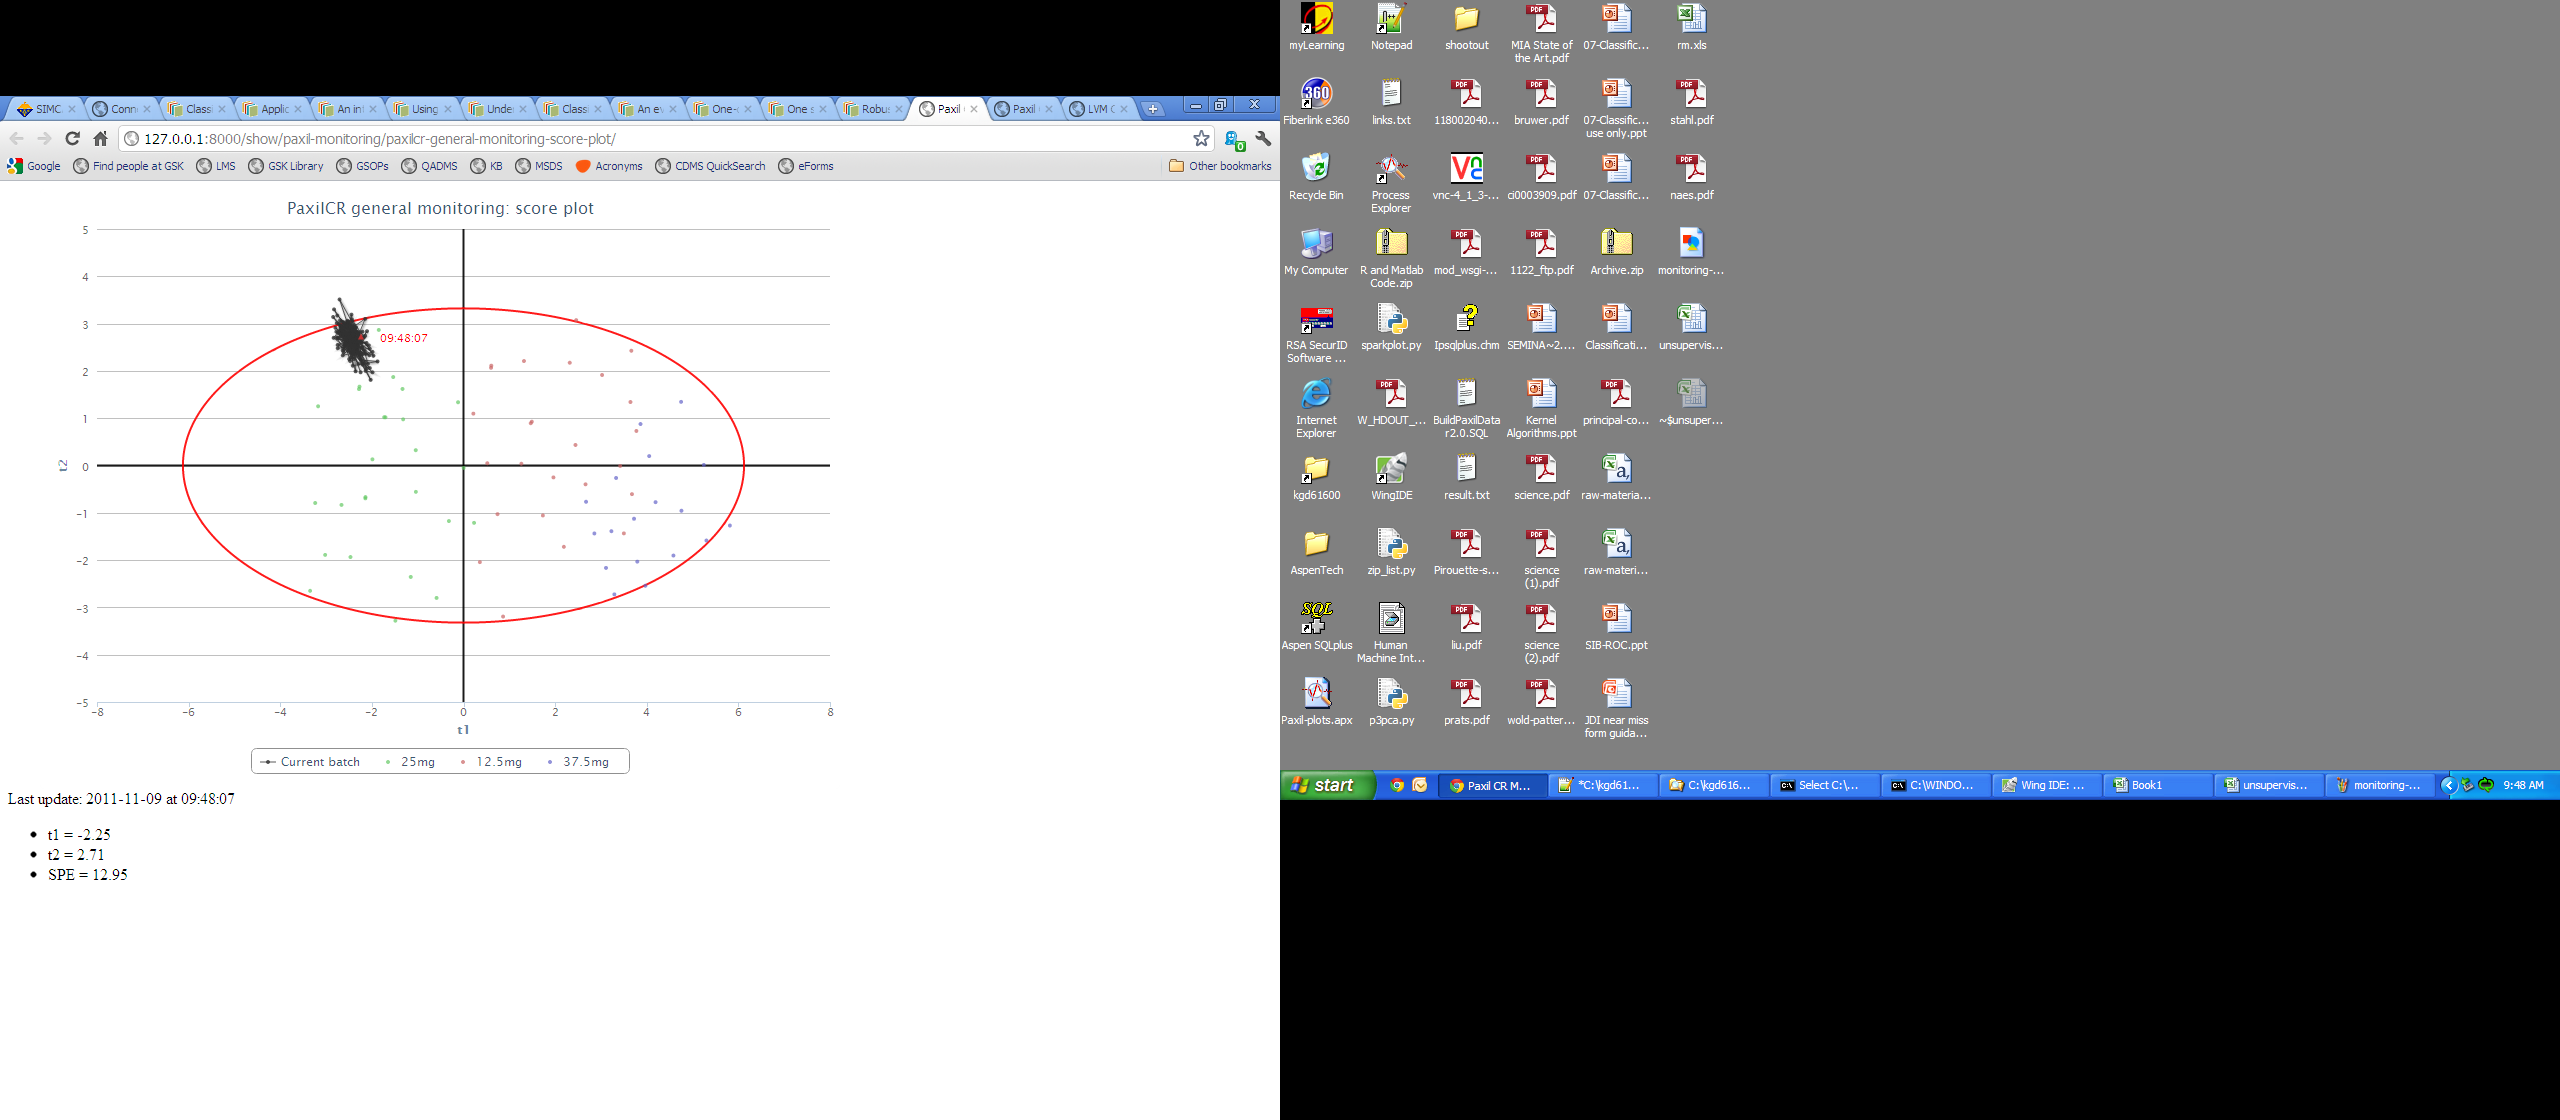 SIMC
Conn
Classi
Applic
An int
Using
Under
Classi
An ev
One-c
One s
Robus
Paxil
Paxil
LVM C
127.0.0.1:8000/show/paxil-monitoring/paxilcr-general-monitoring-score-plot/
0
Google
Find people at GSK
LMS
GSK Library
GSOPs
QADMS
KB
MSDS
Acronyms
CDMS QuickSearch
eForms
Other bookmarks
PaxilCR general monitoring: score plot
5
4
3
2
1
0
-1
-2
-3
-4
-5
t2
09:48:07
-8 -6 -4 -2 0 2 4 6 8
t1
Current batch 25mg 12.5mg 37.5mg
Last update: 2011-11-09 at 09:48:07
t1 = -2.25
t2 = 2.71
SPE = 12.95
myLearning
Notepad
shootout
MIA State of
the Art.pdf
07-Classific...
rm.xls
Fiberlink e360
links.txt
118002040...
bruwer.pdf
07-Classific...
use only.ppt
stahl.pdf
Recycle Bin
Process
Explorer
vnc-4_1_3-...
ci0003909.pdf
07-Classific...
naes.pdf
My Computer
R and Matlab
Code.zip
mod_wsgi-...
1122_ftp.pdf
Archive.zip
monitoring-...
RSA SecurID
Software ...
sparkplot.py
Ipsqlplus.chm
SEMINA~2....
Classificati...
unsupervis...
Internet
Explorer
W_HDOUT_...
BuildPaxilData
r2.0.SQL
Kernel
Algorithms.ppt
principal-co...
~$unsuper...
kgd61600
WingIDE
result.txt
science.pdf
raw-materia...
AspenTech
zip_list.py
Pirouette-s...
science
(1).pdf
raw-materi...
Aspen SQLplus
Human
Machine Int...
liu.pdf
science
(2).pdf
SIB-ROC.ppt
Paxil-plots.apx
p3pca.py
prats.pdf
wold-patter...
JDI near miss
form guida...
start
Paxil CR M...
*C:\kgd61...
C:\kgd616...
Select C:\...
C:\WINDO...
Wing IDE: ...
Book1
unsupervis...
monitoring-...
9:48 AM